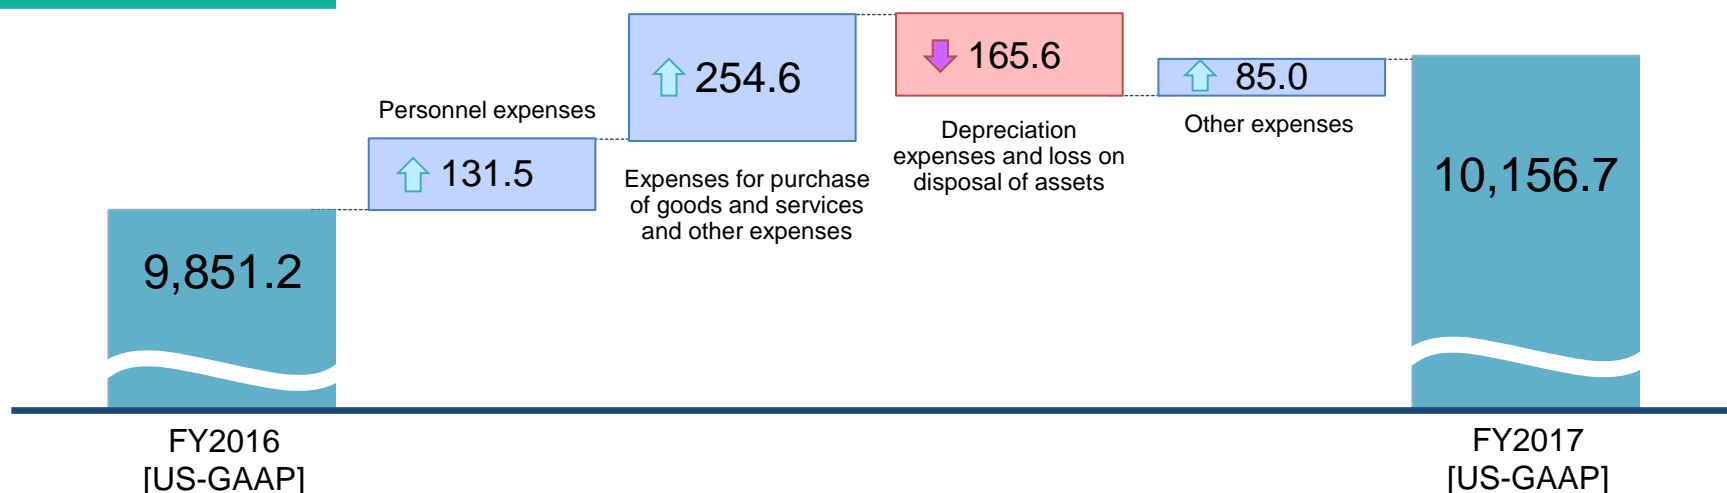 Personnel expenses
131.5
254.6
Expenses for purchase
of goods and services
and other expenses
165.6
Depreciation
expenses and loss on
disposal of assets
85.0
Other expenses
9,851.2
10,156.7
FY2016
[US-GAAP]
FY2017
[US-GAAP]